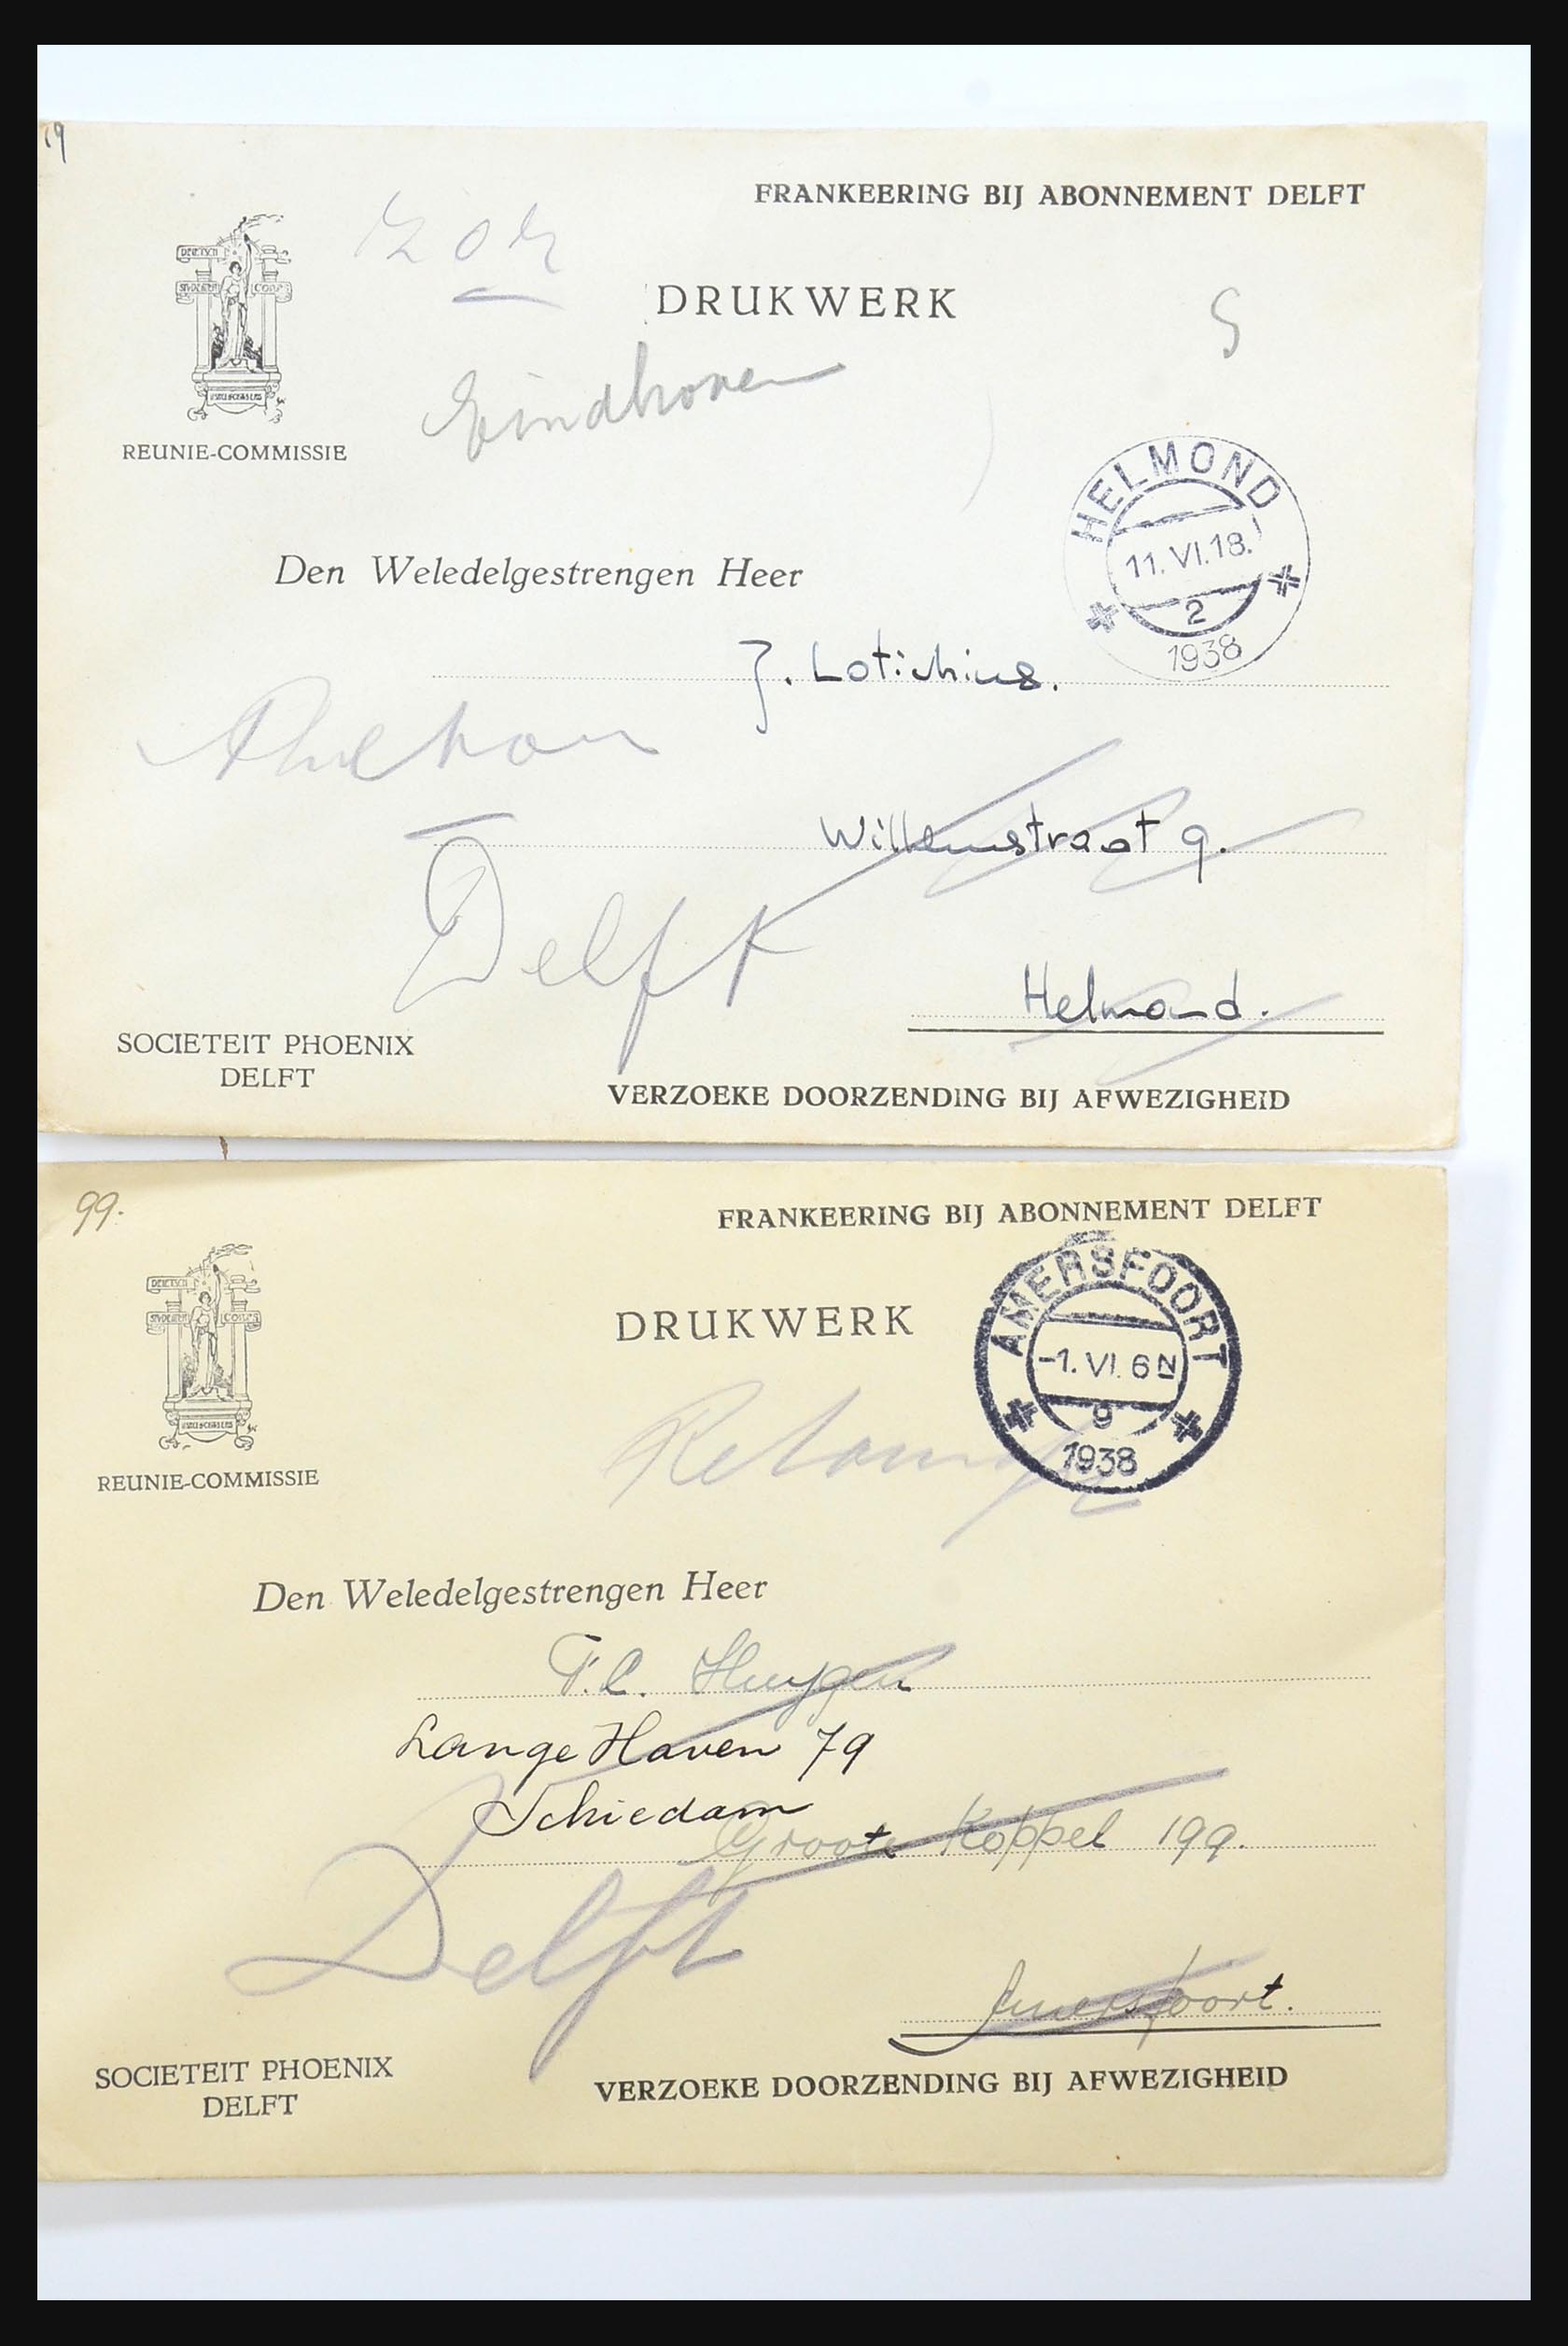 FRANKEERING BIJ ABONNEMENT DELFT
DRUKWERK
Eindhoven
REUNIE-COMMISSIE
HELMOND
11.VI.18.
2
1938
Den Weledelgestrengen Heer
J. Lotichius.
Willemstraat 9.
Delft
Helmond.
SOCIETEIT PHOENIX
DELFT
VERZOEKE DOORZENDING BIJ AFWEZIGHEID
99.
FRANKEERING BIJ ABONNEMENT DELFT
DRUKWERK
AMERSFOORT
-1.VI.6N
9
1938
Retour
REUNIE-COMMISSIE
Den Weledelgestrengen Heer
F.C. Huygen
Lange Haven 79
Schiedam
Groote Koppel 199.
Delft
Amersfoort.
SOCIETEIT PHOENIX
DELFT
VERZOEKE DOORZENDING BIJ AFWEZIGHEID